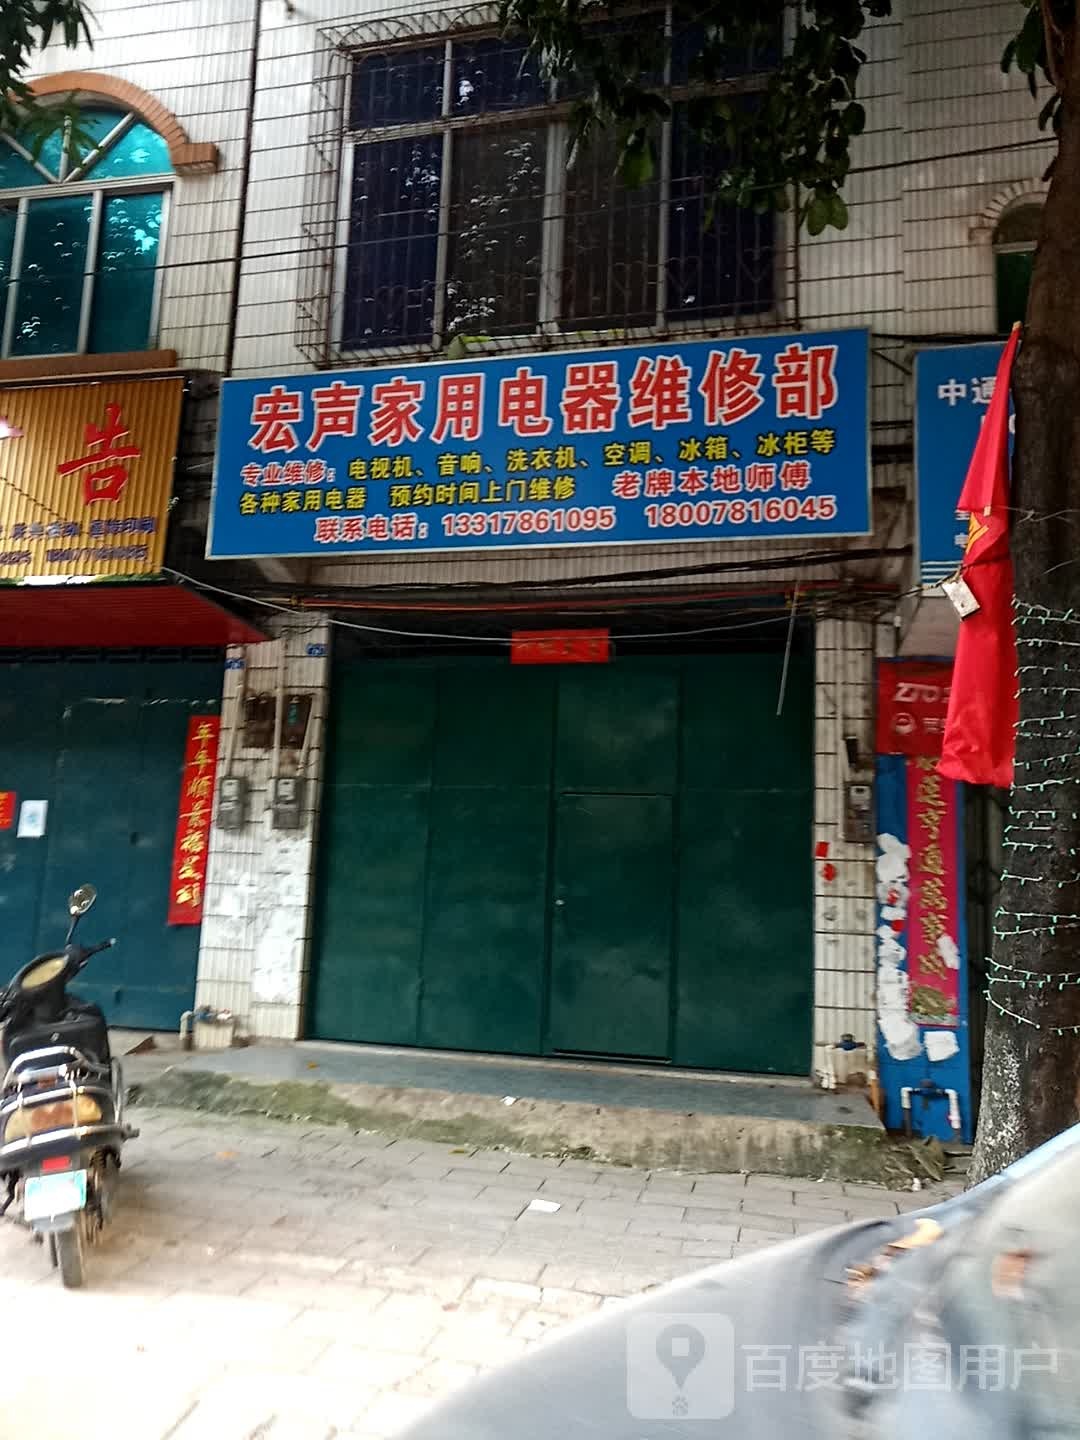 宏声家用电器维修部
专业维修：电视机、音响、洗衣机、空调、冰箱、冰柜等
各种家用电器 预约时间上门维修 老牌本地师傅
联系电话：13317861095 18007816045
告
中通
ZTO
年年顺景福星到
百度地图用户